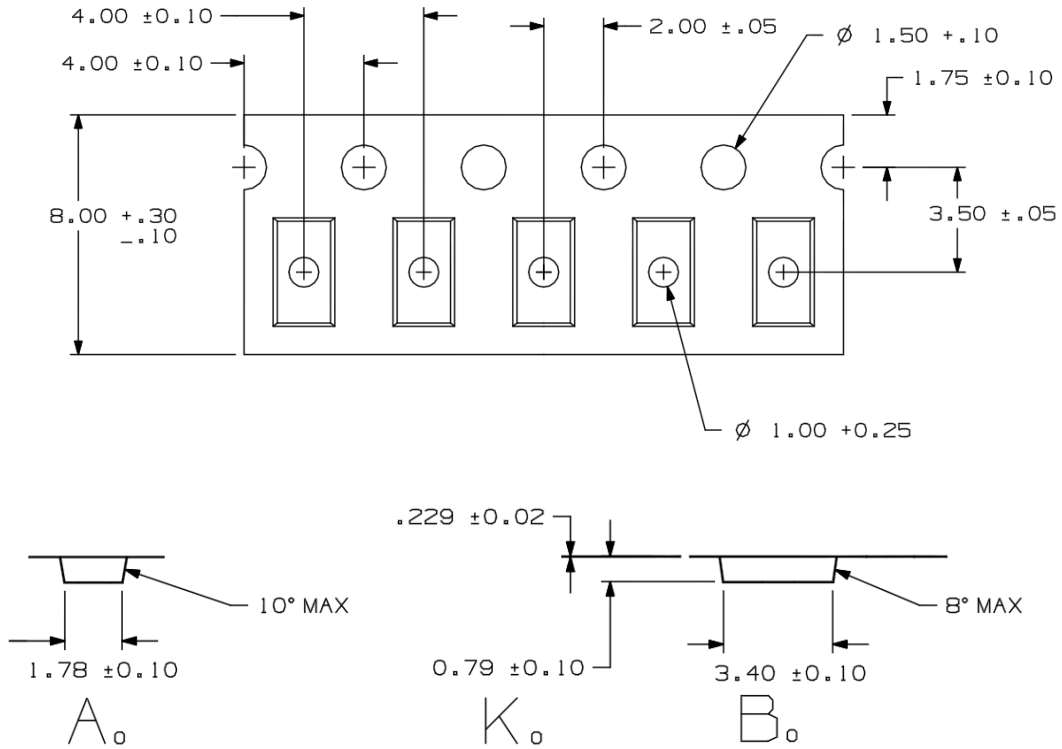 4.00 ±0.10
4.00 ±0.10
2.00 ±.05
Ø 1.50 +.10
1.75 ±0.10
8.00 +.30
-.10
3.50 ±.05
Ø 1.00 +0.25
.229 ±0.02
10° MAX
8° MAX
1.78 ±0.10
0.79 ±0.10
3.40 ±0.10
A₀
K₀
B₀